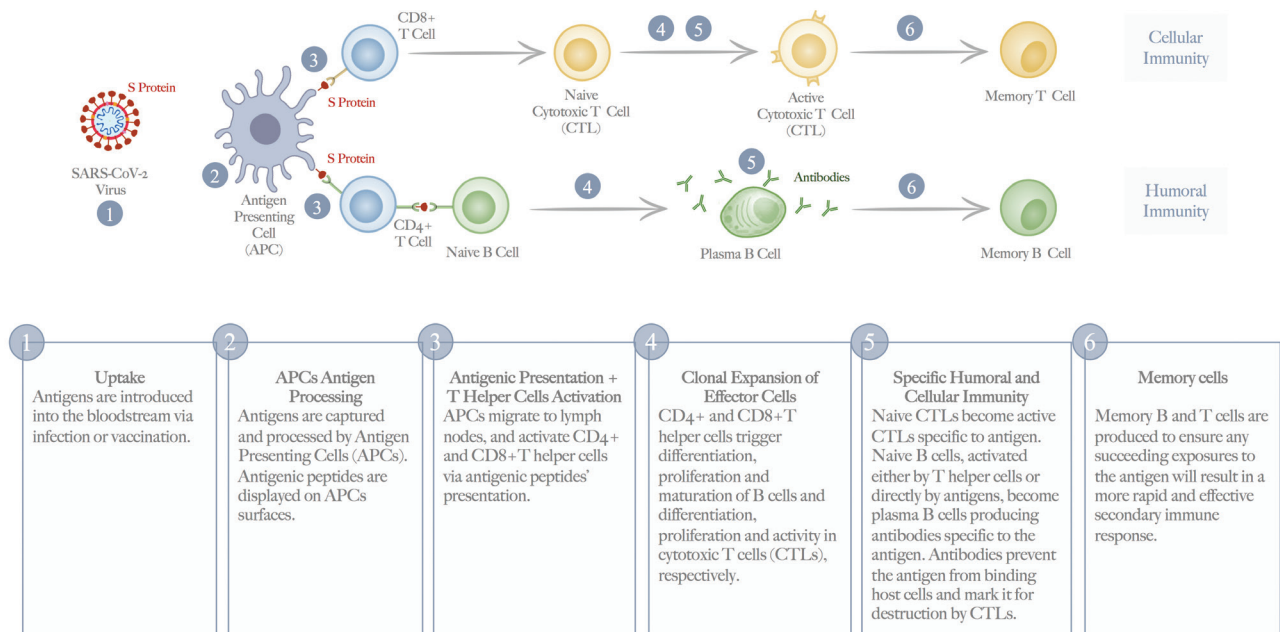 CD8+
T Cell
3
S Protein
4
5
6
Cellular
Immunity
S Protein
Naive
Cytotoxic T Cell
(CTL)
Active
Cytotoxic T Cell
(CTL)
Memory T Cell
SARS-CoV-2
Virus
1
2
S Protein
5
Antibodies
Antigen
Presenting
Cell
(APC)
3
4
6
Humoral
Immunity
CD4+
T Cell
Naive B Cell
Plasma B Cell
Memory B Cell
1
Uptake
Antigens are introduced
into the bloodstream via
infection or vaccination.
2
APCs Antigen
Processing
Antigens are captured
and processed by Antigen
Presenting Cells (APCs).
Antigenic peptides are
displayed on APCs
surfaces.
3
Antigenic Presentation +
T Helper Cells Activation
APCs migrate to lymph
nodes, and activate CD4+
and CD8+T helper cells
via antigenic peptides'
presentation.
4
Clonal Expansion of
Effector Cells
CD4+ and CD8+T
helper cells trigger
differentiation,
proliferation and
maturation of B cells and
differentiation,
proliferation and activity in
cytotoxic T cells (CTLs),
respectively.
5
Specific Humoral and
Cellular Immunity
Naive CTLs become active
CTLs specific to antigen.
Naive B cells, activated
either by T helper cells or
directly by antigens, become
plasma B cells producing
antibodies specific to the
antigen. Antibodies prevent
the antigen from binding
host cells and mark it for
destruction by CTLs.
6
Memory cells
Memory B and T cells are
produced to ensure any
succeeding exposures to
the antigen will result in a
more rapid and effective
secondary immune
response.